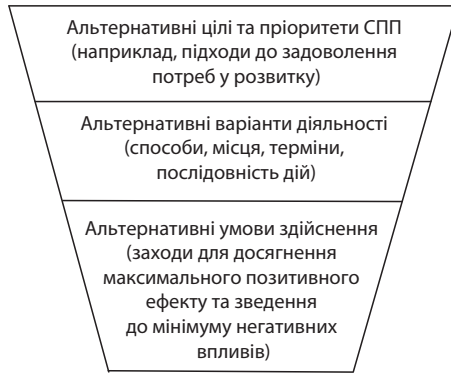 Альтернативні цілі та пріоритети СПП
(наприклад, підходи до задоволення
потреб у розвитку)
Альтернативні варіанти діяльності
(способи, місця, терміни,
послідовність дій)
Альтернативні умови здійснення
(заходи для досягнення
максимального позитивного
ефекту та зведення
до мінімуму негативних
впливів)